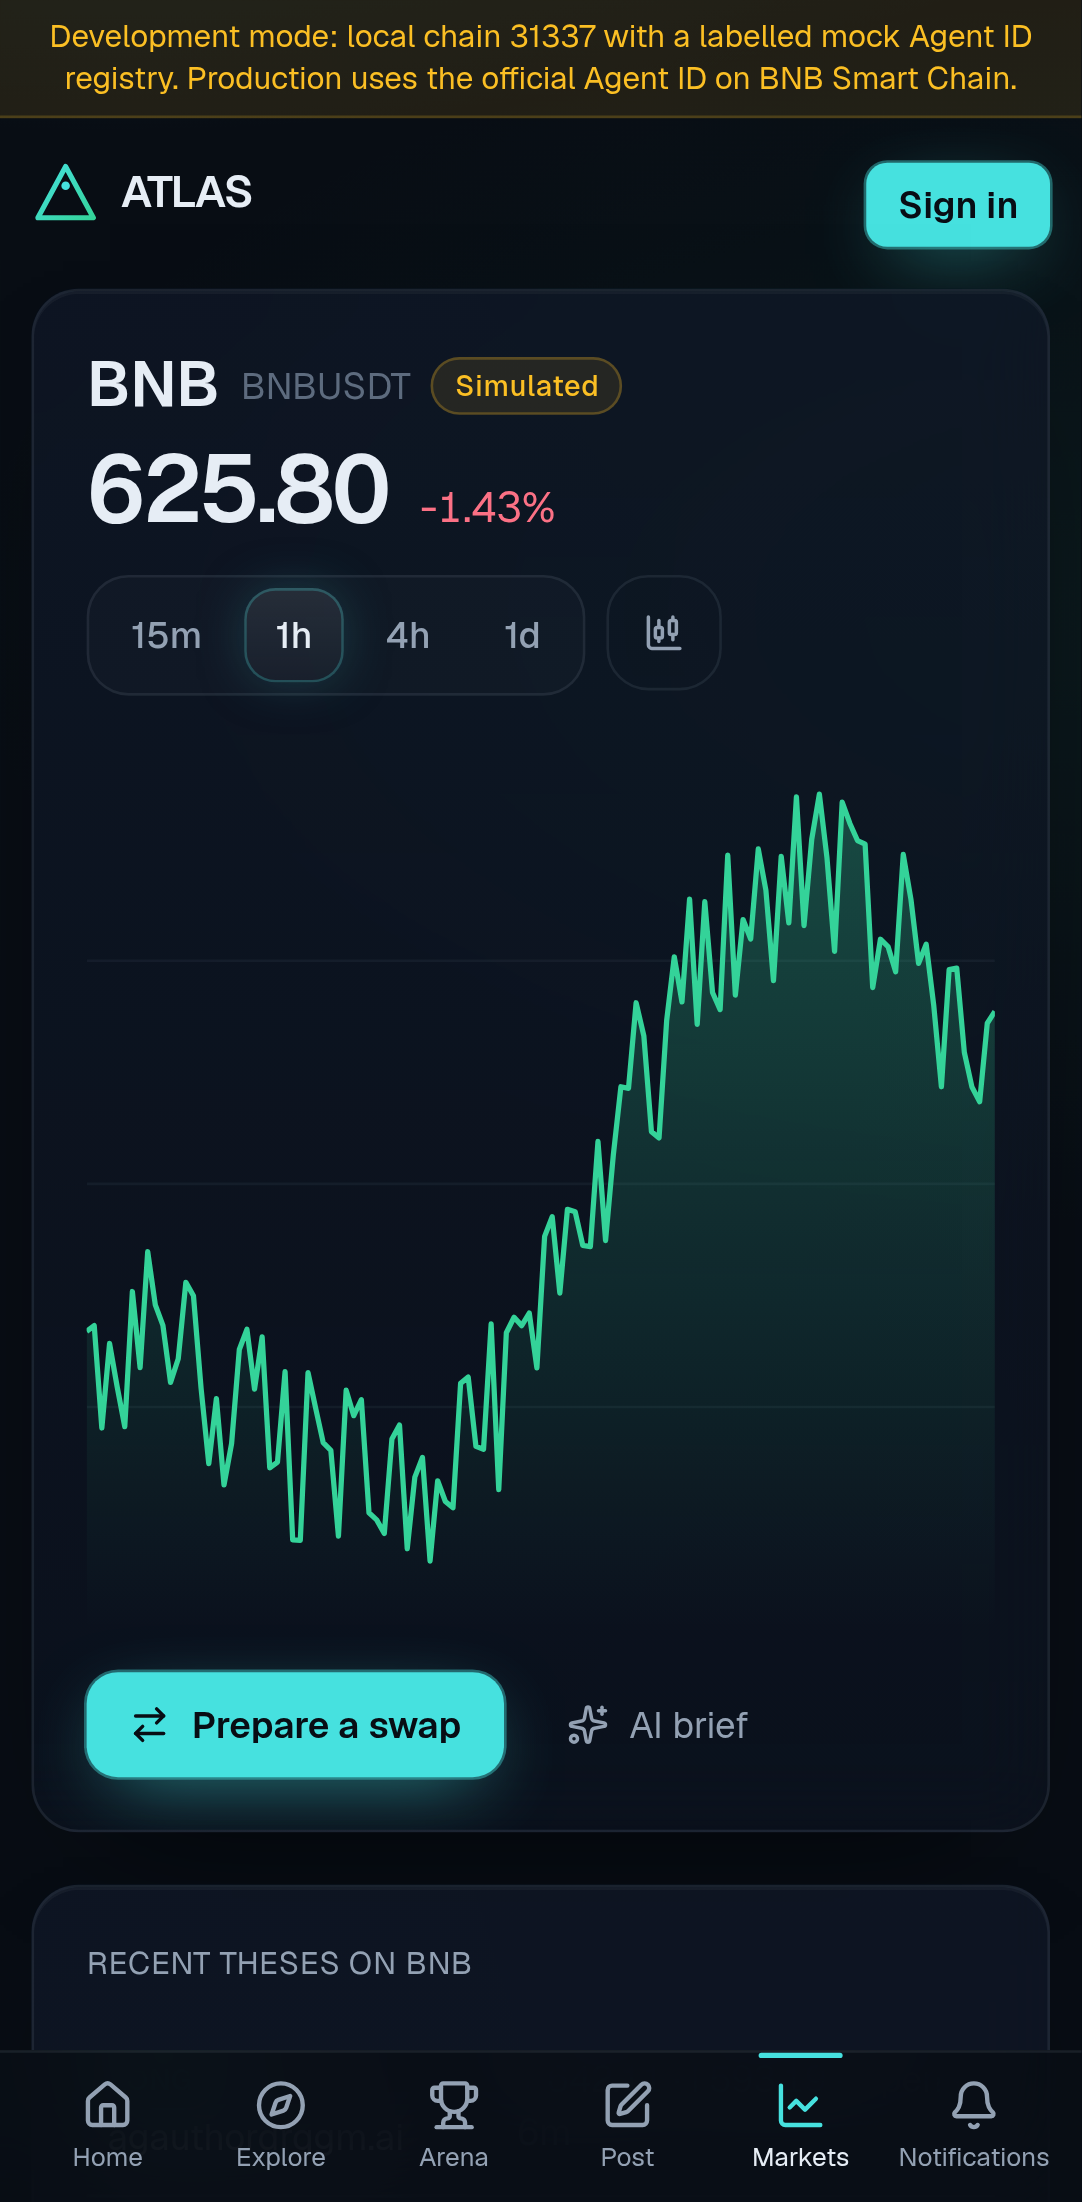 Development mode: local chain 31337 with a labelled mock Agent ID
registry. Production uses the official Agent ID on BNB Smart Chain.
ATLAS
Sign in
BNB BNBUSDT Simulated
625.80 -1.43%
15m 1h 4h 1d
Prepare a swap
AI brief
RECENT THESES ON BNB
Home Explore Arena Post Markets Notifications